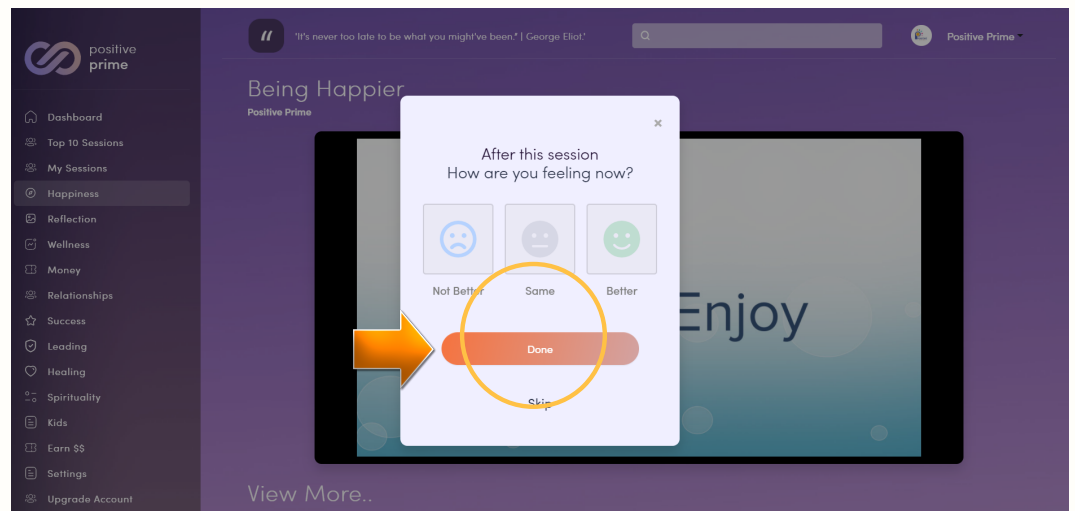 positive
prime
"It's never too late to be what you might've been." | George Eliot.'
Positive Prime
Being Happier
Positive Prime
Dashboard
Top 10 Sessions
My Sessions
Happiness
Reflection
Wellness
Money
Relationships
Success
Leading
Healing
Spirituality
Kids
Earn $$
Settings
Upgrade Account
After this session
How are you feeling now?
Not Better
Same
Better
Done
Skip
Enjoy
View More..